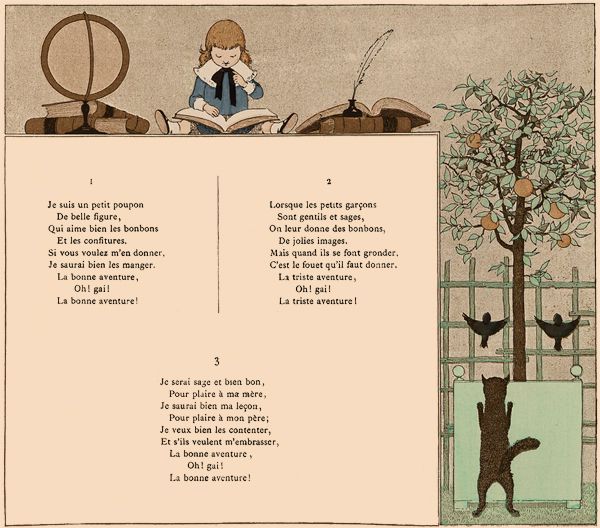 1
Je suis un petit poupon
De belle figure,
Qui aime bien les bonbons
Et les confitures.
Si vous voulez m'en donner,
Je saurai bien les manger.
La bonne aventure,
Oh! gai!
La bonne aventure!
2
Lorsque les petits garçons
Sont gentils et sages,
On leur donne des bonbons,
De jolies images.
Mais quand ils se font gronder,
C'est le fouet qu'il faut donner.
La triste aventure,
Oh! gai!
La triste aventure!
3
Je serai sage et bien bon,
Pour plaire à ma mère,
Je saurai bien ma leçon,
Pour plaire à mon père;
Je veux bien les contenter,
Et s'ils veulent m'embrasser,
La bonne aventure,
Oh! gai!
La bonne aventure!